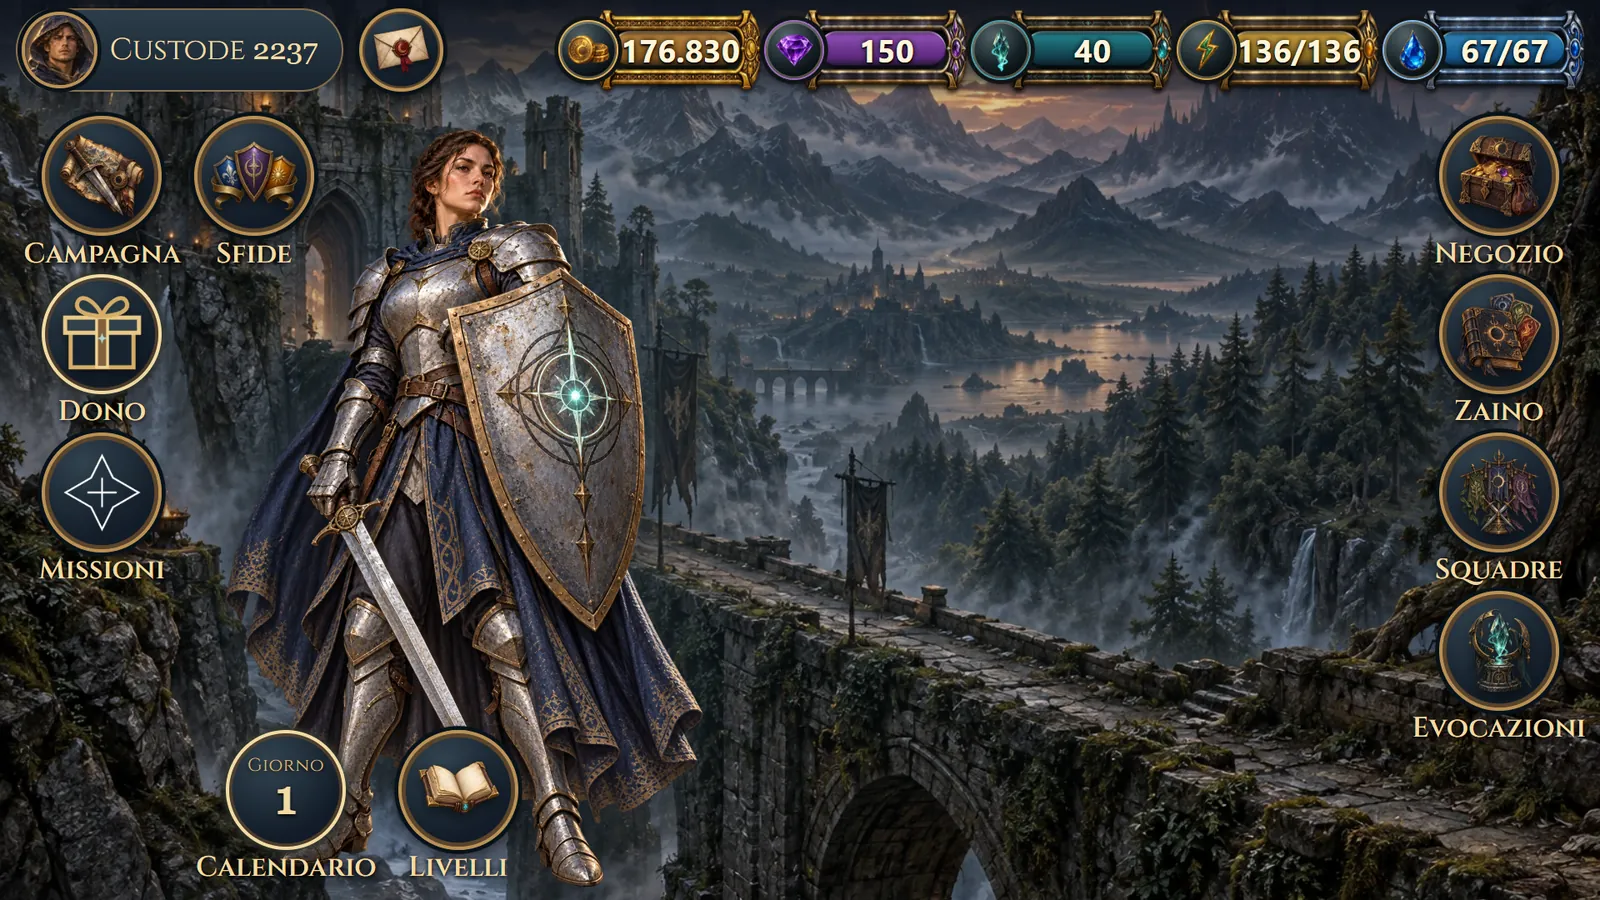 Custode 2237
176.830
150
40
136/136
67/67
Campagna
Sfide
Negozio
Dono
Zaino
Missioni
Squadre
Evocazioni
Giorno
1
Calendario
Livelli